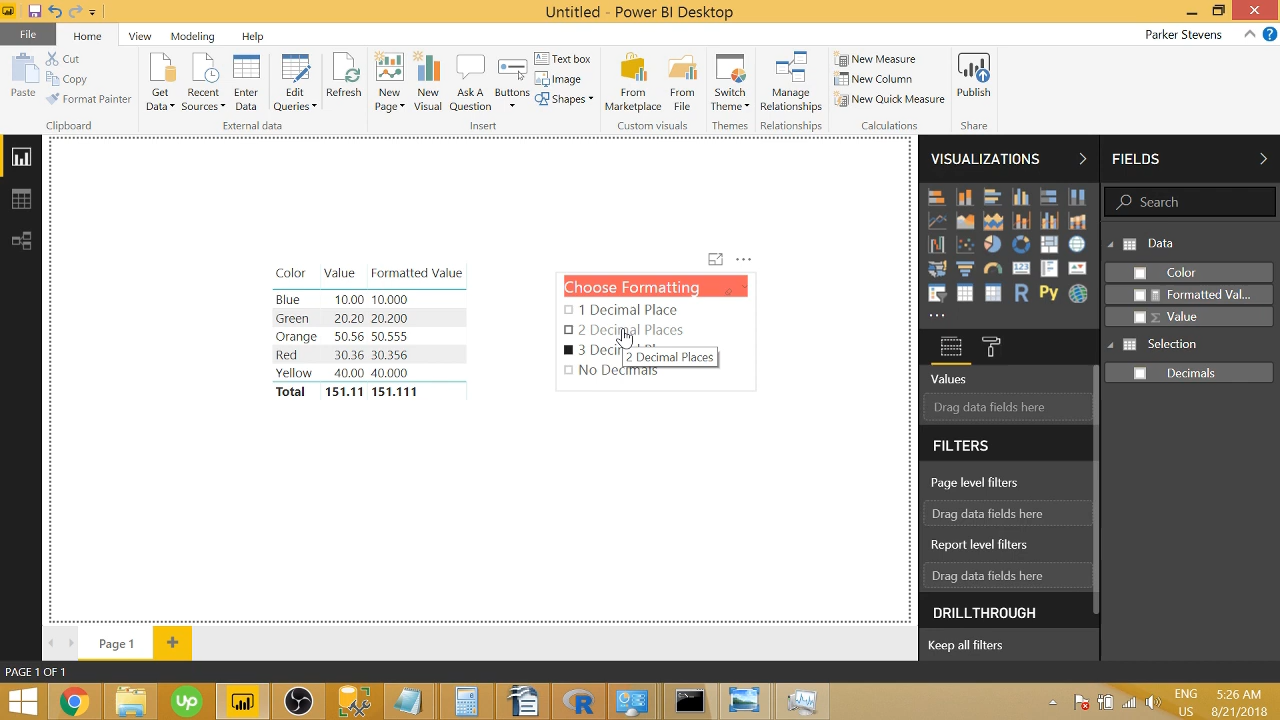 Untitled - Power BI Desktop
File
Home
View
Modeling
Help
Parker Stevens
Paste
Cut
Copy
Format Painter
Clipboard
Get Data
Recent Sources
Enter Data
Edit Queries
Refresh
External data
New Page
New Visual
Ask A Question
Buttons
Text box
Image
Shapes
Insert
From Marketplace
From File
Custom visuals
Switch Theme
Themes
Manage Relationships
Relationships
New Measure
New Column
New Quick Measure
Calculations
Publish
Share
Color Value Formatted Value
Blue 10.00 10.000
Green 20.20 20.200
Orange 50.56 50.555
Red 30.36 30.356
Yellow 40.00 40.000
Total 151.11 151.111
Choose Formatting
1 Decimal Place
2 Decimal Places
3 Deci
2 Decimal Places
No Decimals
VISUALIZATIONS
R
Py
Values
Drag data fields here
FILTERS
Page level filters
Drag data fields here
Report level filters
Drag data fields here
DRILLTHROUGH
Keep all filters
FIELDS
Search
Data
Color
Formatted Val...
Value
Selection
Decimals
Page 1
PAGE 1 OF 1
Up
R
ENG
US
5:26 AM
8/21/2018